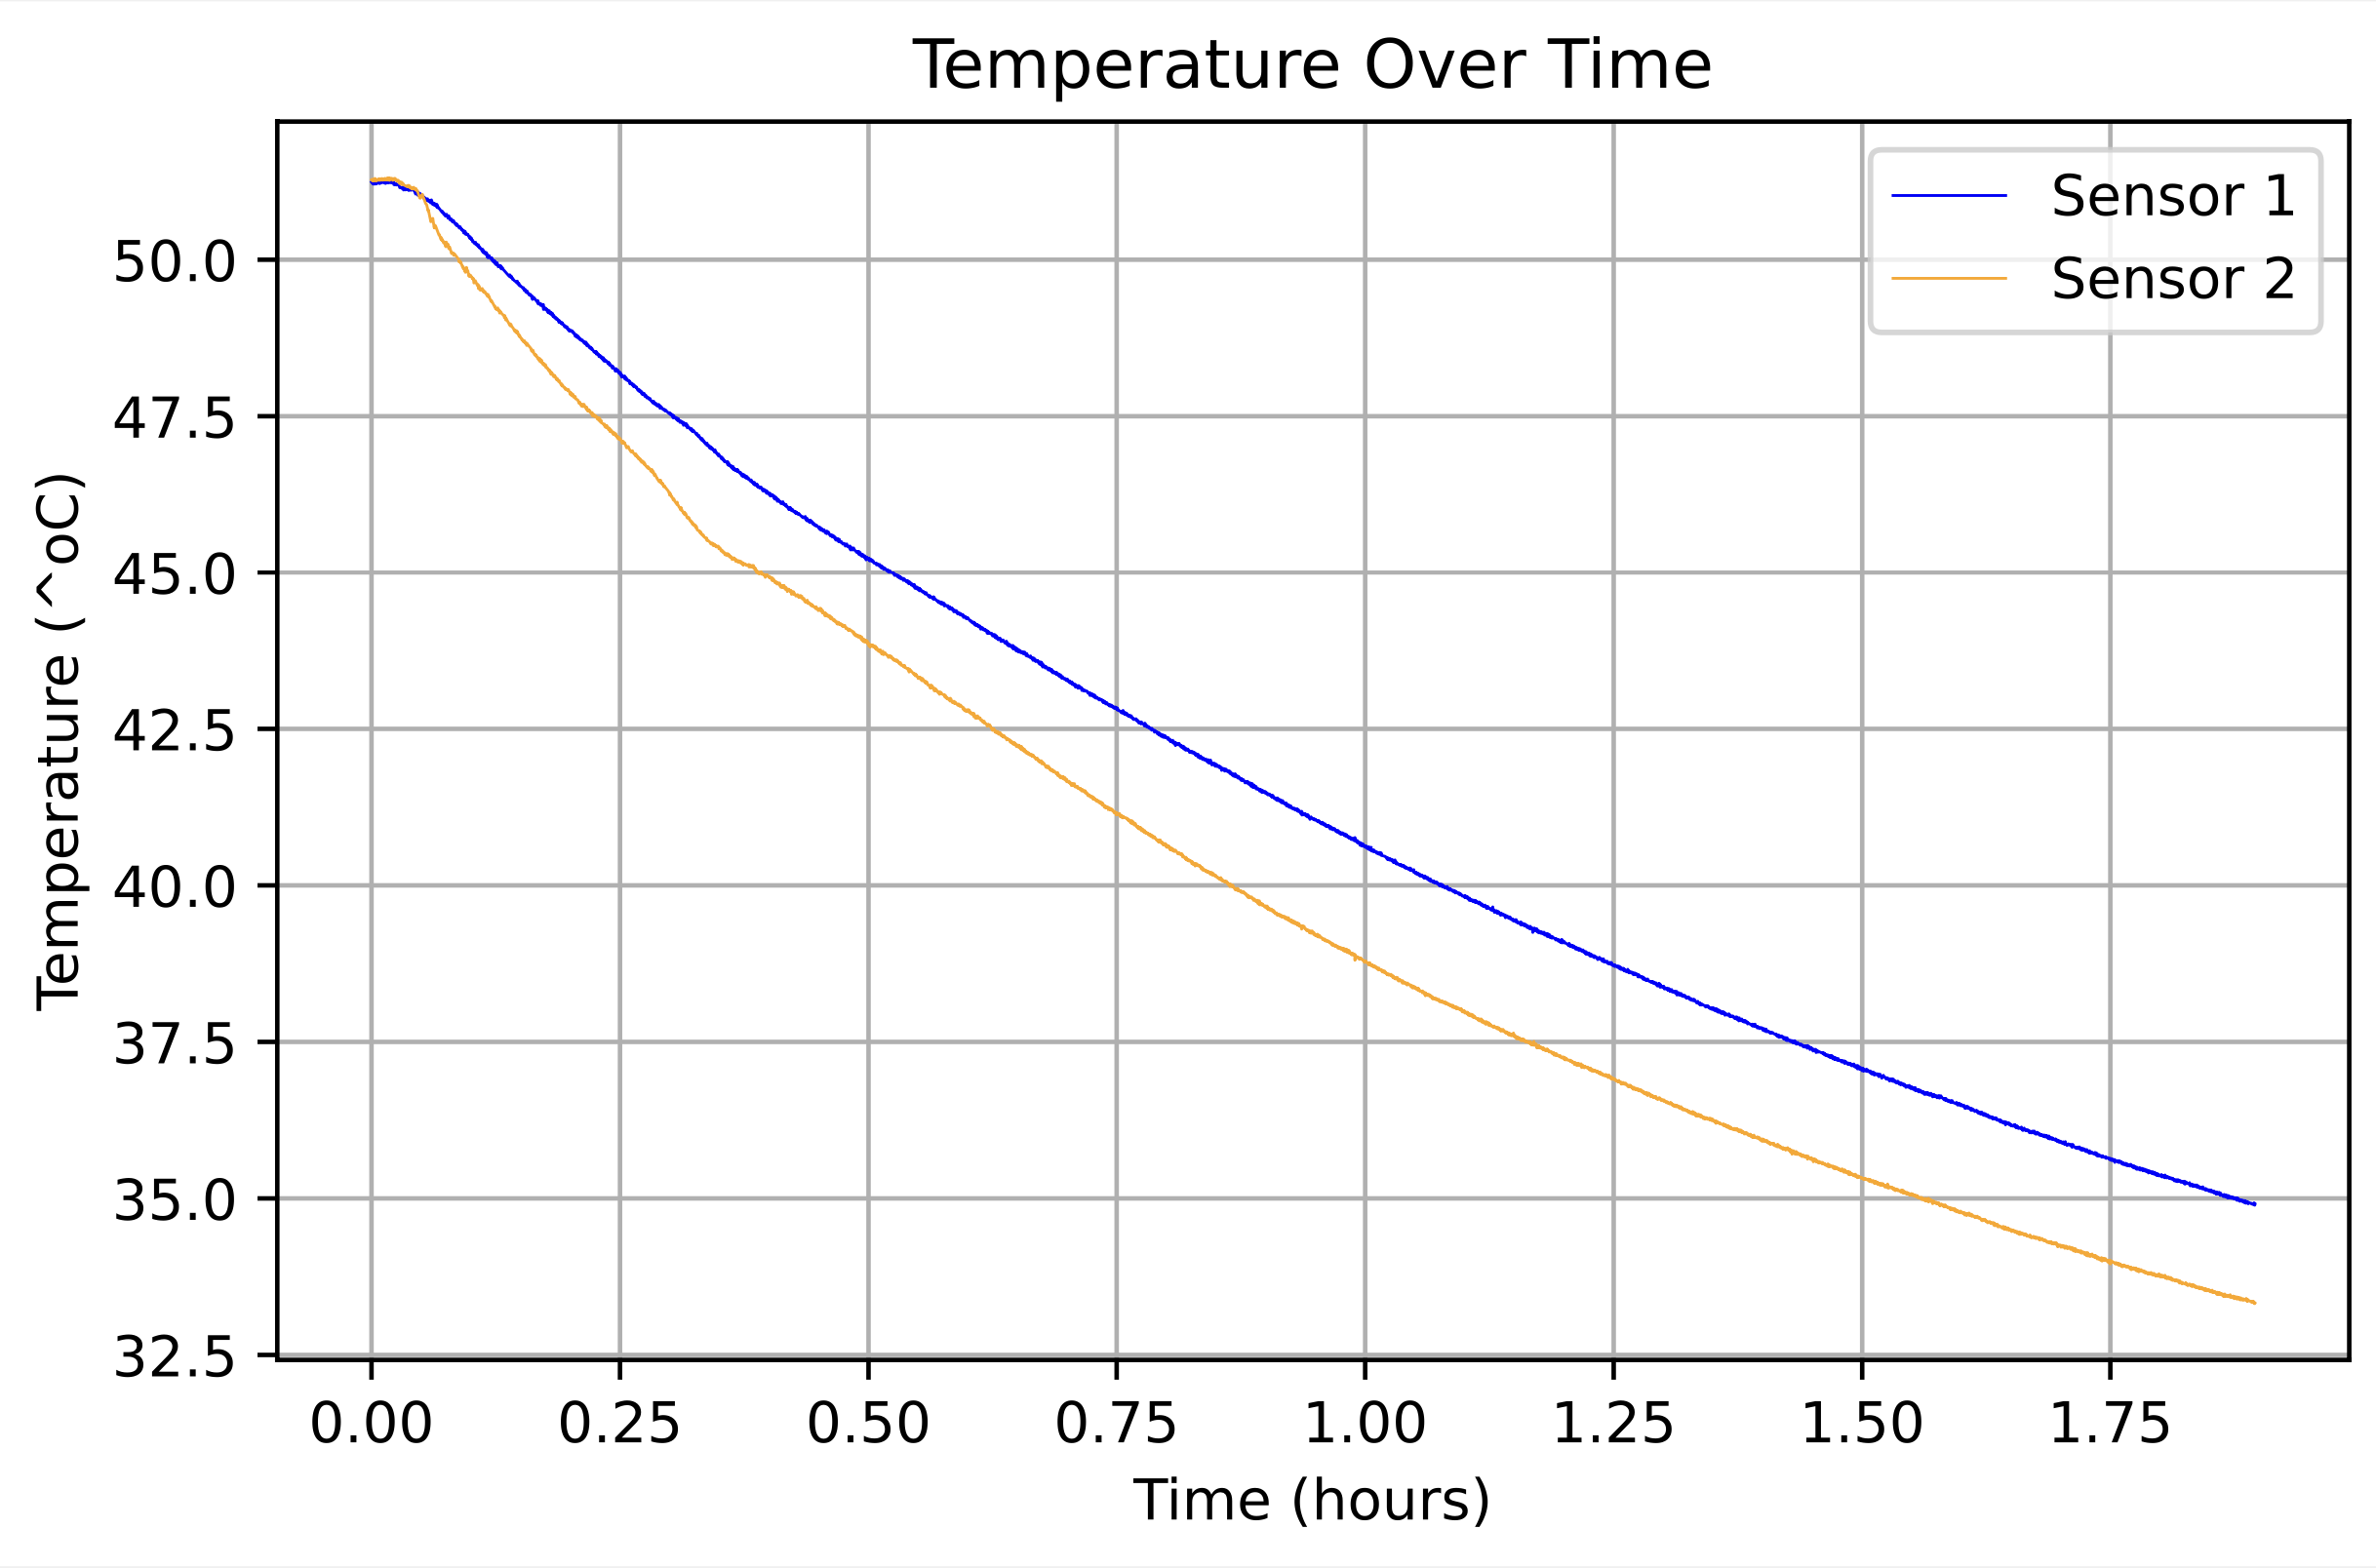 Temperature Over Time
Sensor 1
Sensor 2
Temperature (^oC)
50.0
47.5
45.0
42.5
40.0
37.5
35.0
32.5
0.00 0.25 0.50 0.75 1.00 1.25 1.50 1.75
Time (hours)